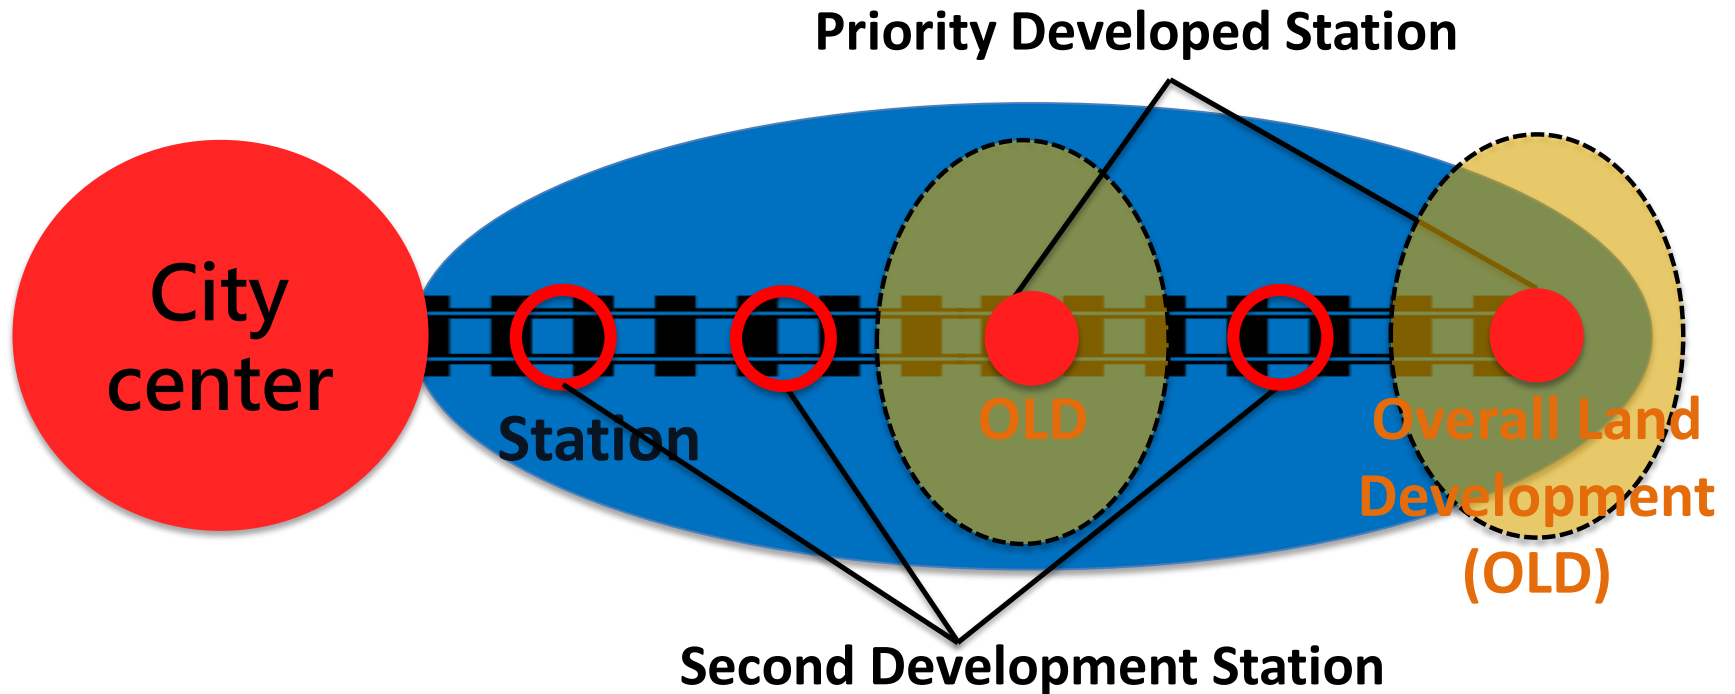 Priority Developed Station
City
center
Station
OLD
Overall Land
Development
(OLD)
Second Development Station